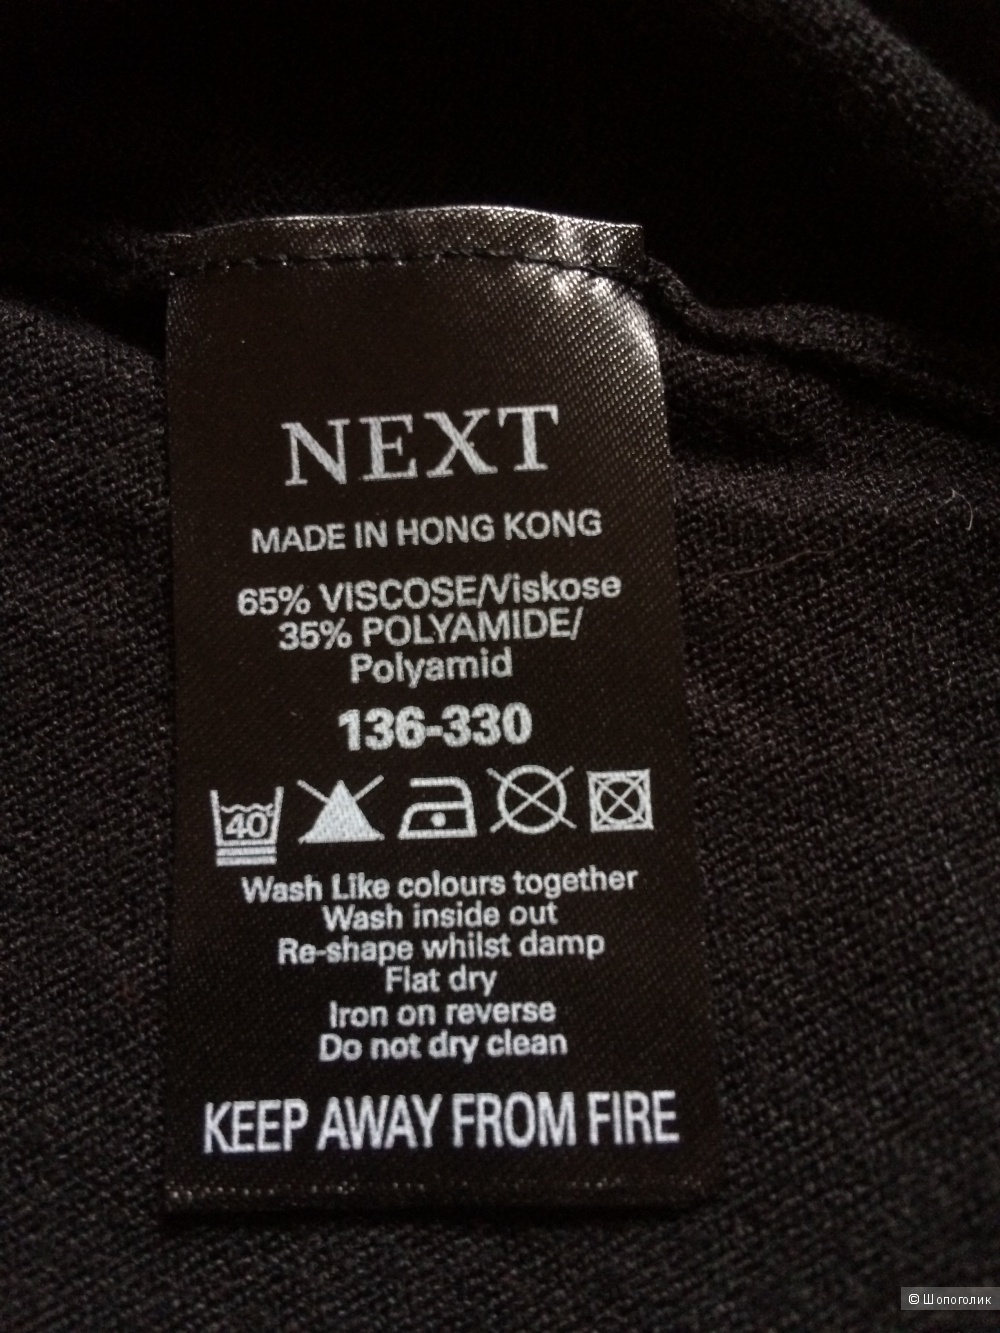 NEXT
MADE IN HONG KONG
65% VISCOSE/Viskose
35% POLYAMIDE/
Polyamid
136-330
40
Wash Like colours together
Wash inside out
Re-shape whilst damp
Flat dry
Iron on reverse
Do not dry clean
KEEP AWAY FROM FIRE
© Шопоголик